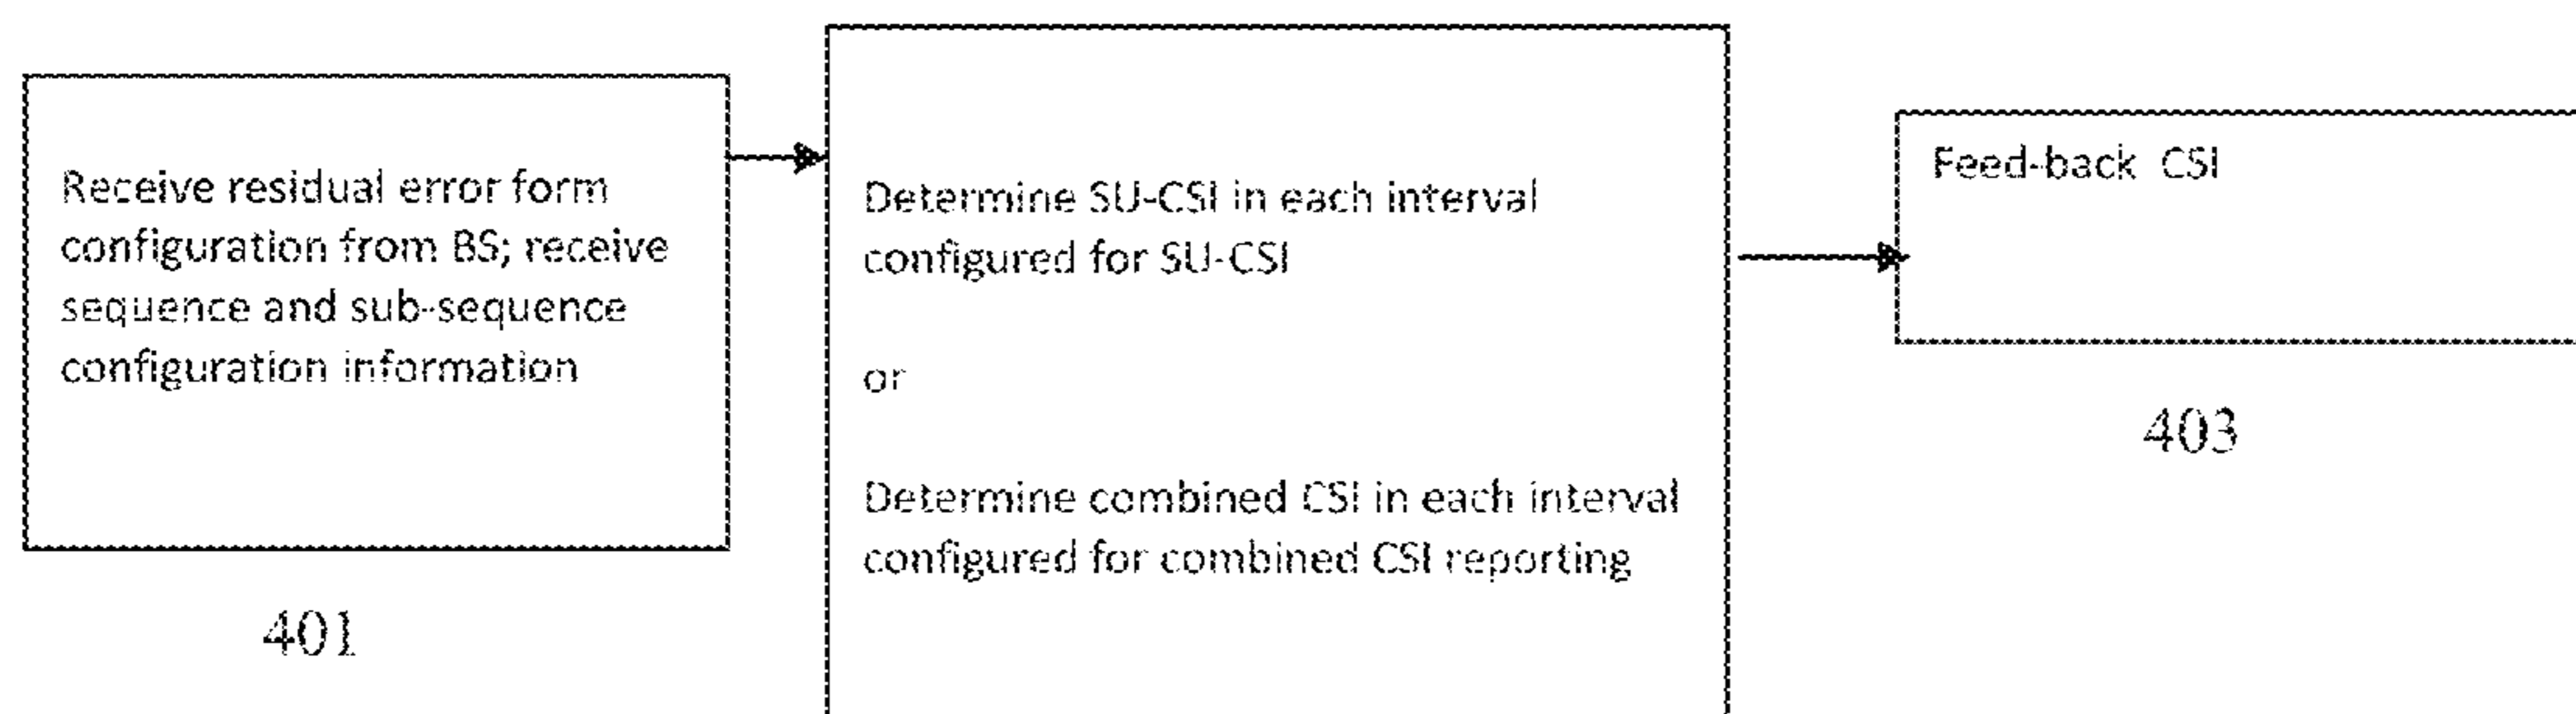 Receive residual error form
configuration from BS; receive
sequence and sub-sequence
configuration information
401
Determine SU-CSI in each interval
configured for SU-CSI
or
Determine combined CSI in each interval
configured for combined CSI reporting
Feed-back CSI
403